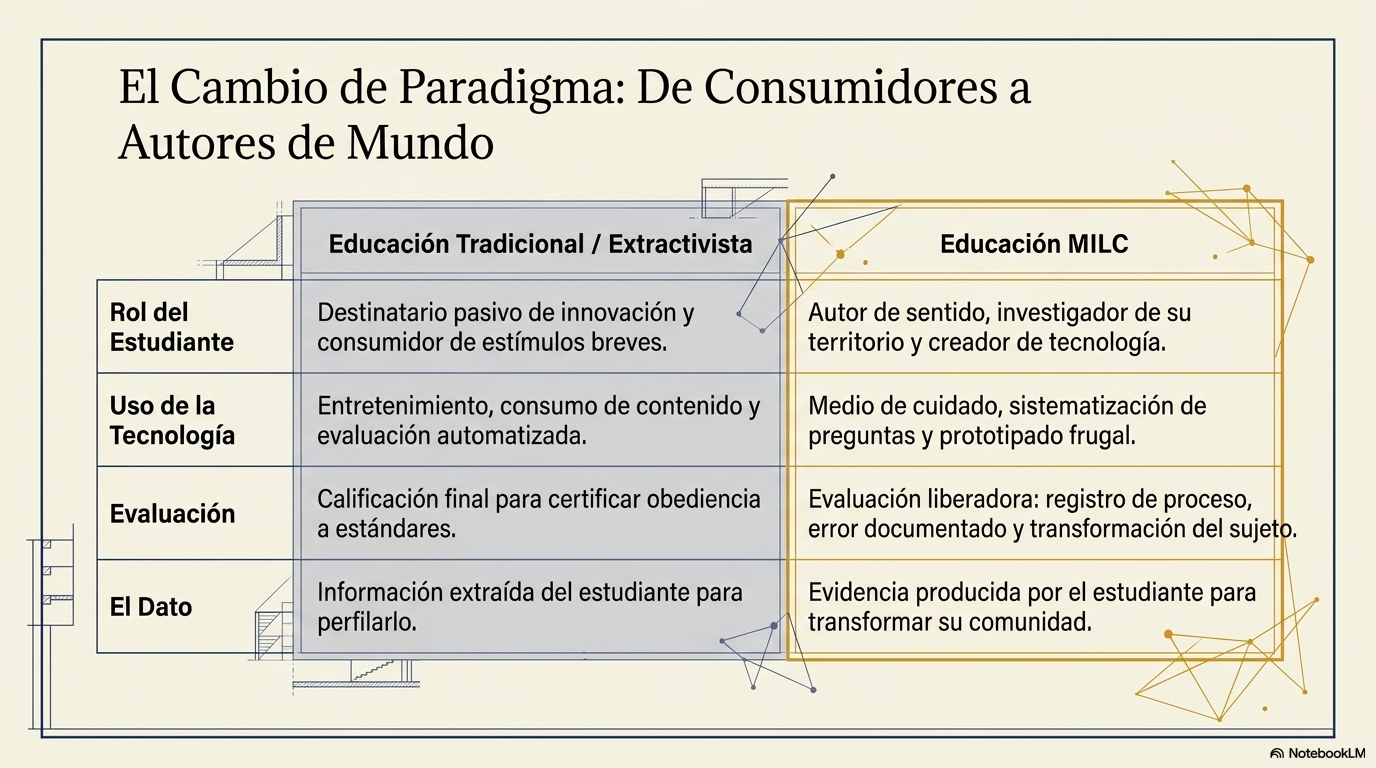 El Cambio de Paradigma: De Consumidores a
Autores de Mundo
Educación Tradicional / Extractivista
Educación MILC
Rol del
Estudiante
Destinatario pasivo de innovación y
consumidor de estímulos breves.
Autor de sentido, investigador de su
territorio y creador de tecnología.
Uso de la
Tecnología
Entretenimiento, consumo de contenido y
evaluación automatizada.
Medio de cuidado, sistematización de
preguntas y prototipado frugal.
Evaluación
Calificación final para certificar obediencia
a estándares.
Evaluación liberadora: registro de proceso,
error documentado y transformación del sujeto.
El Dato
Información extraída del estudiante para
perfilarlo.
Evidencia producida por el estudiante para
transformar su comunidad.
NotebookLM